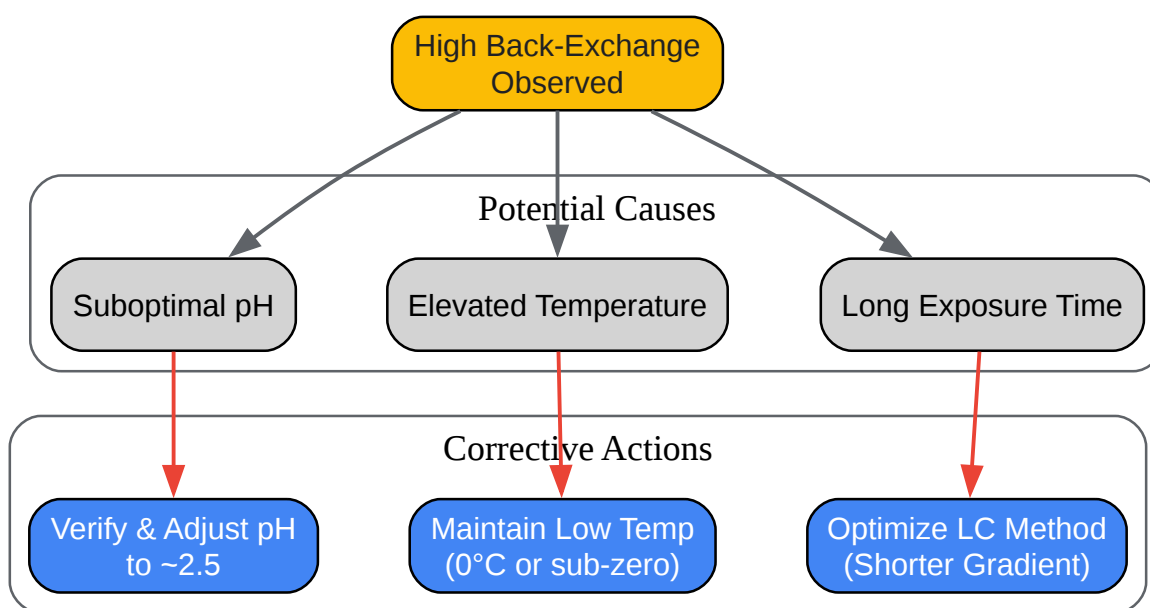 High Back-Exchange
Observed
Potential Causes
Suboptimal pH
Elevated Temperature
Long Exposure Time
Corrective Actions
Verify & Adjust pH
to ~2.5
Maintain Low Temp
(0°C or sub-zero)
Optimize LC Method
(Shorter Gradient)